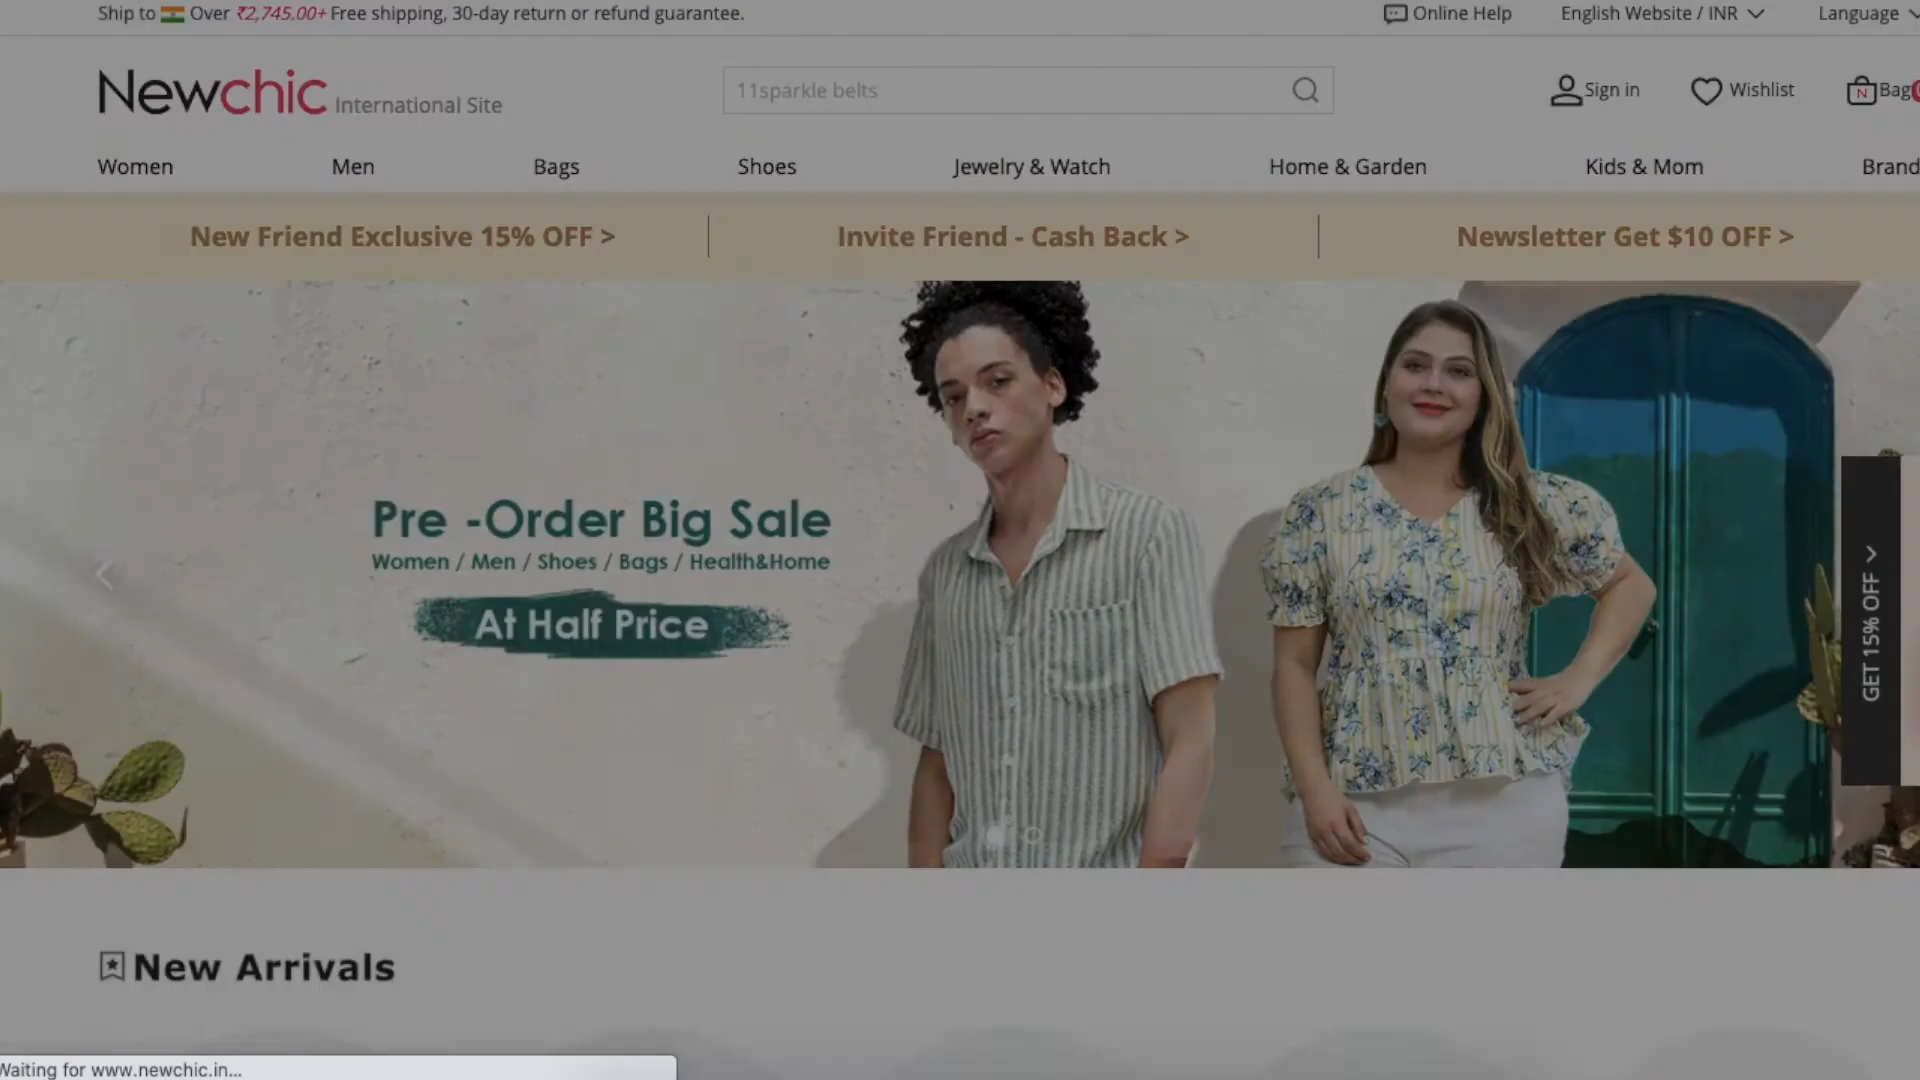 Ship to Over ₹2,745.00+ Free shipping, 30-day return or refund guarantee.
Online Help
English Website / INR
Language
Newchic International Site
11sparkle belts
Sign in
Wishlist
Bag
Women
Men
Bags
Shoes
Jewelry & Watch
Home & Garden
Kids & Mom
Brand
New Friend Exclusive 15% OFF >
Invite Friend - Cash Back >
Newsletter Get $10 OFF >
Pre -Order Big Sale
Women / Men / Shoes / Bags / Health&Home
At Half Price
GET 15% OFF
New Arrivals
Waiting for www.newchic.in...